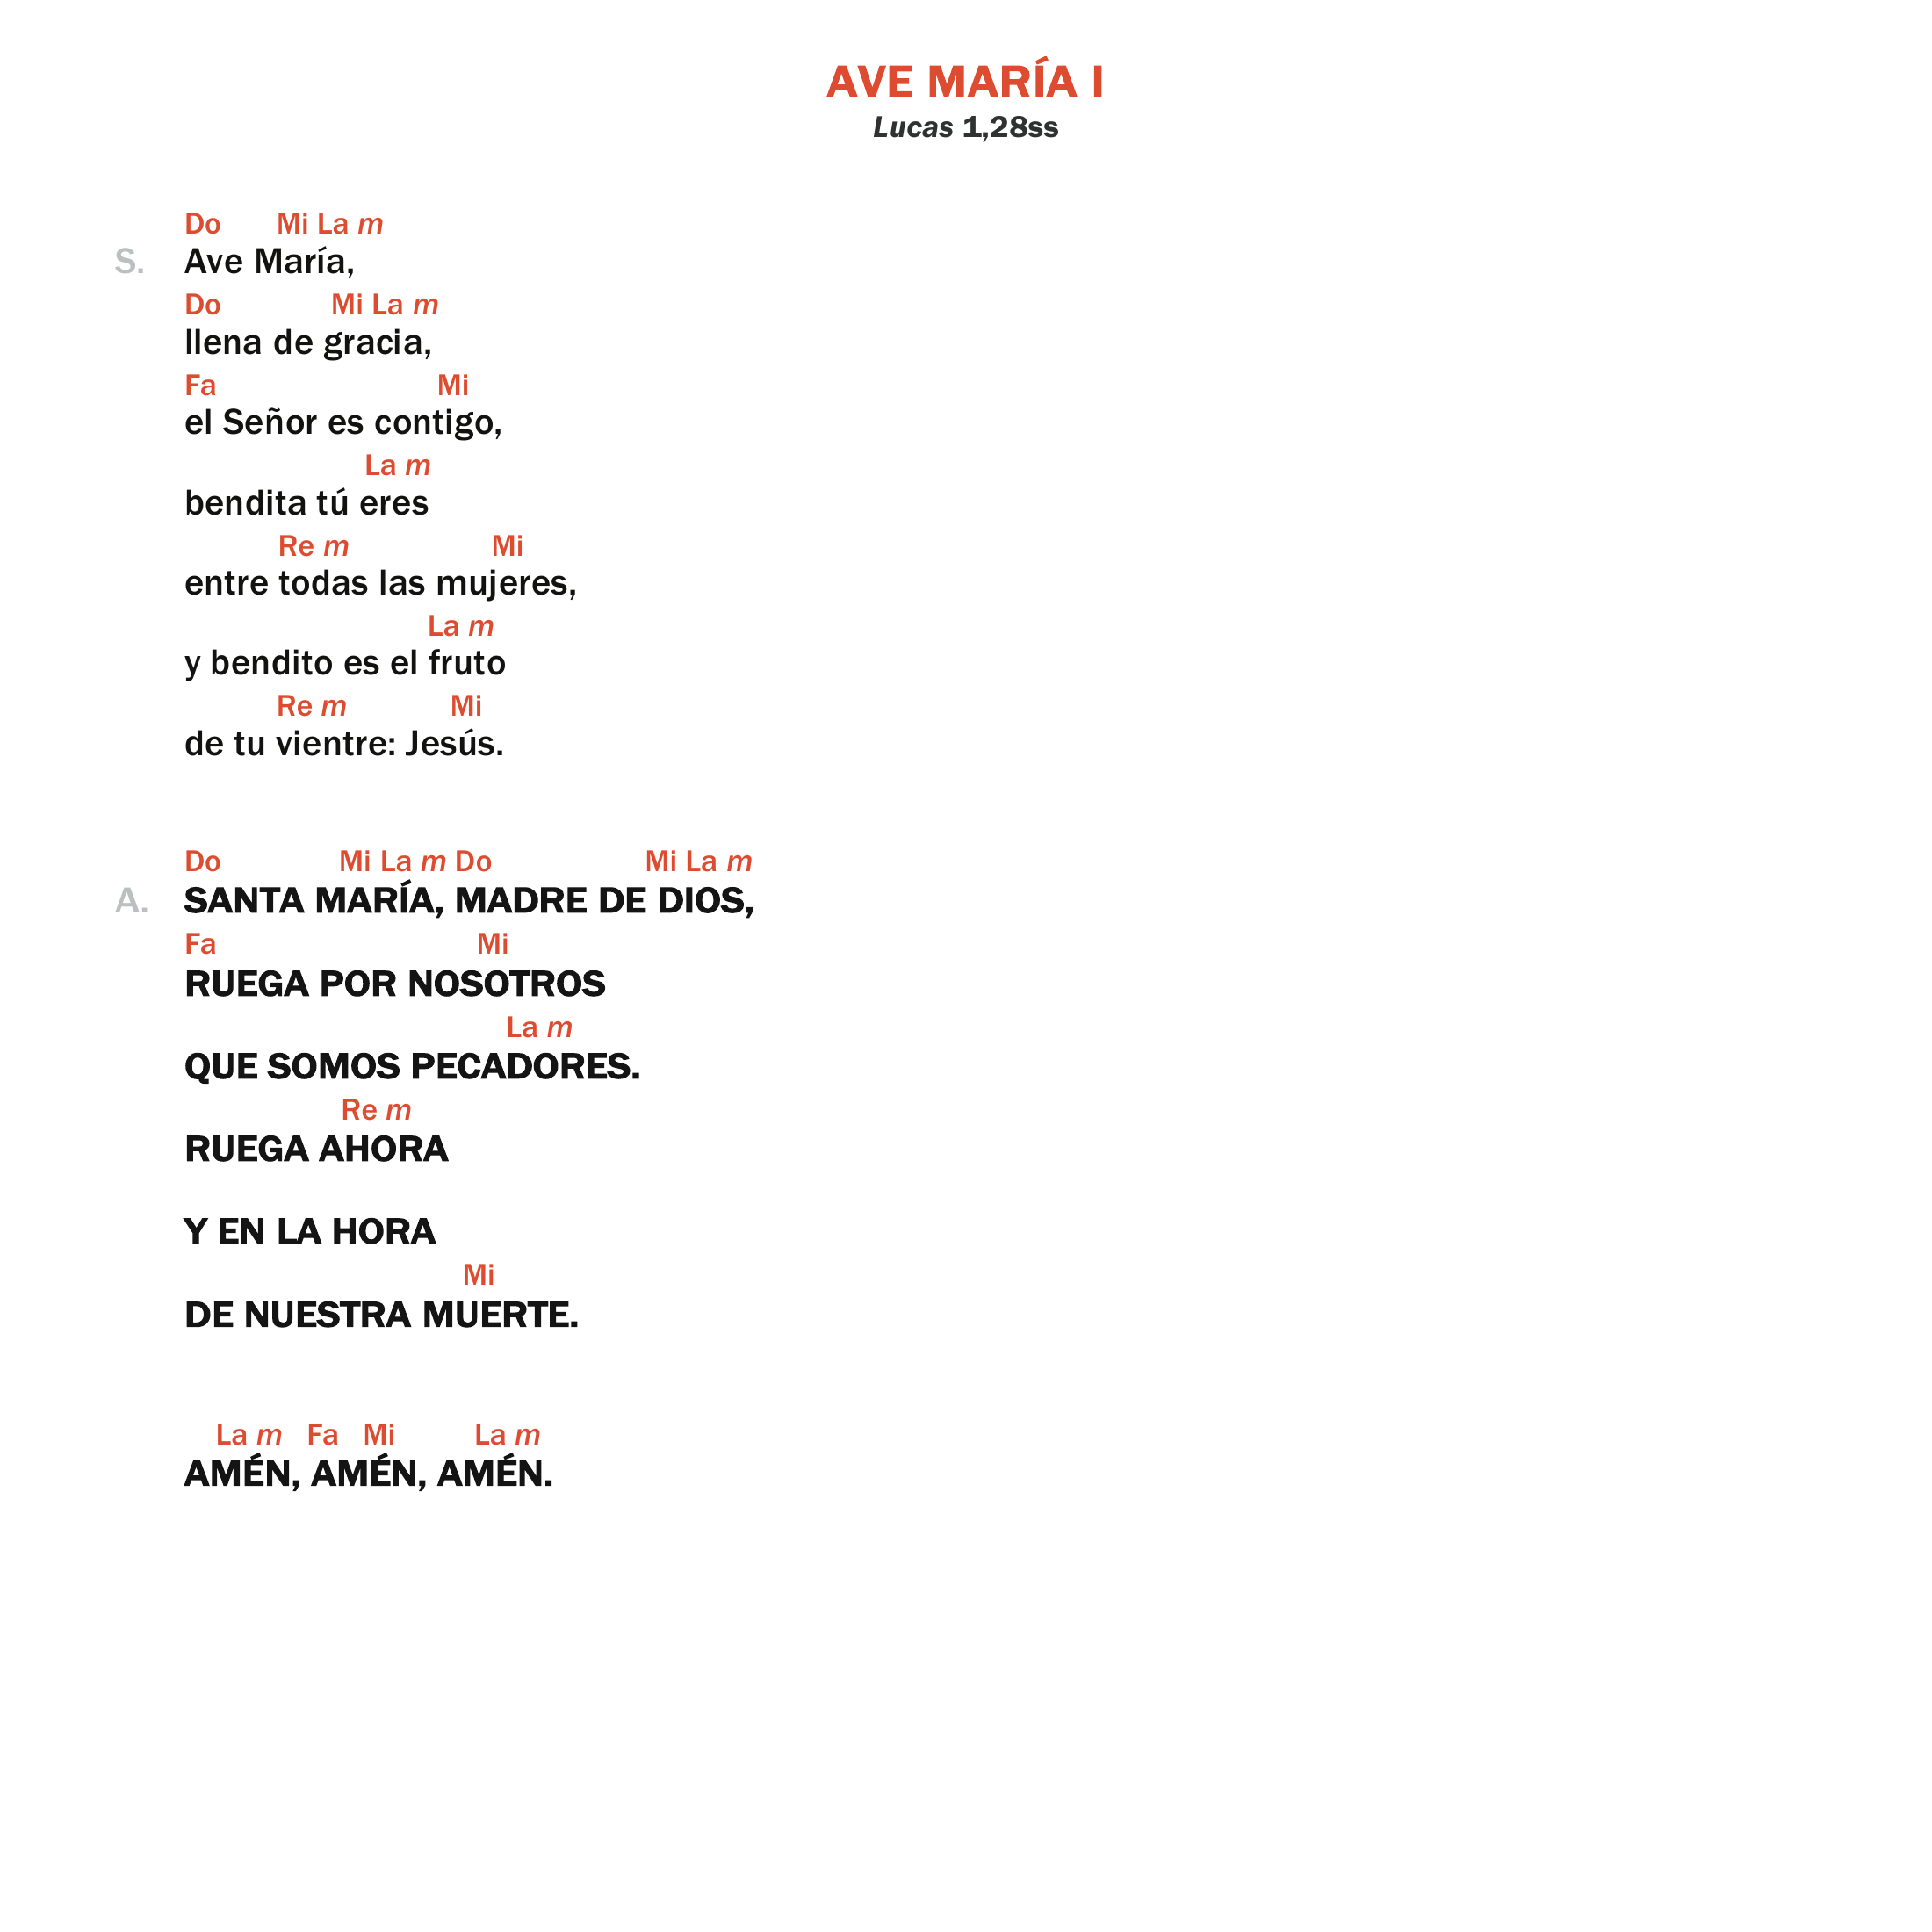 AVE MARÍA I
Lucas 1,28ss
Do Mi La m
S. Ave María,
Do Mi La m
llena de gracia,
Fa Mi
el Señor es contigo,
La m
bendita tú eres
Re m Mi
entre todas las mujeres,
La m
y bendito es el fruto
Re m Mi
de tu vientre: Jesús.
Do Mi La m Do Mi La m
A. SANTA MARÍA, MADRE DE DIOS,
Fa Mi
RUEGA POR NOSOTROS
La m
QUE SOMOS PECADORES.
Re m
RUEGA AHORA
Y EN LA HORA
Mi
DE NUESTRA MUERTE.
La m Fa Mi La m
AMÉN, AMÉN, AMÉN.